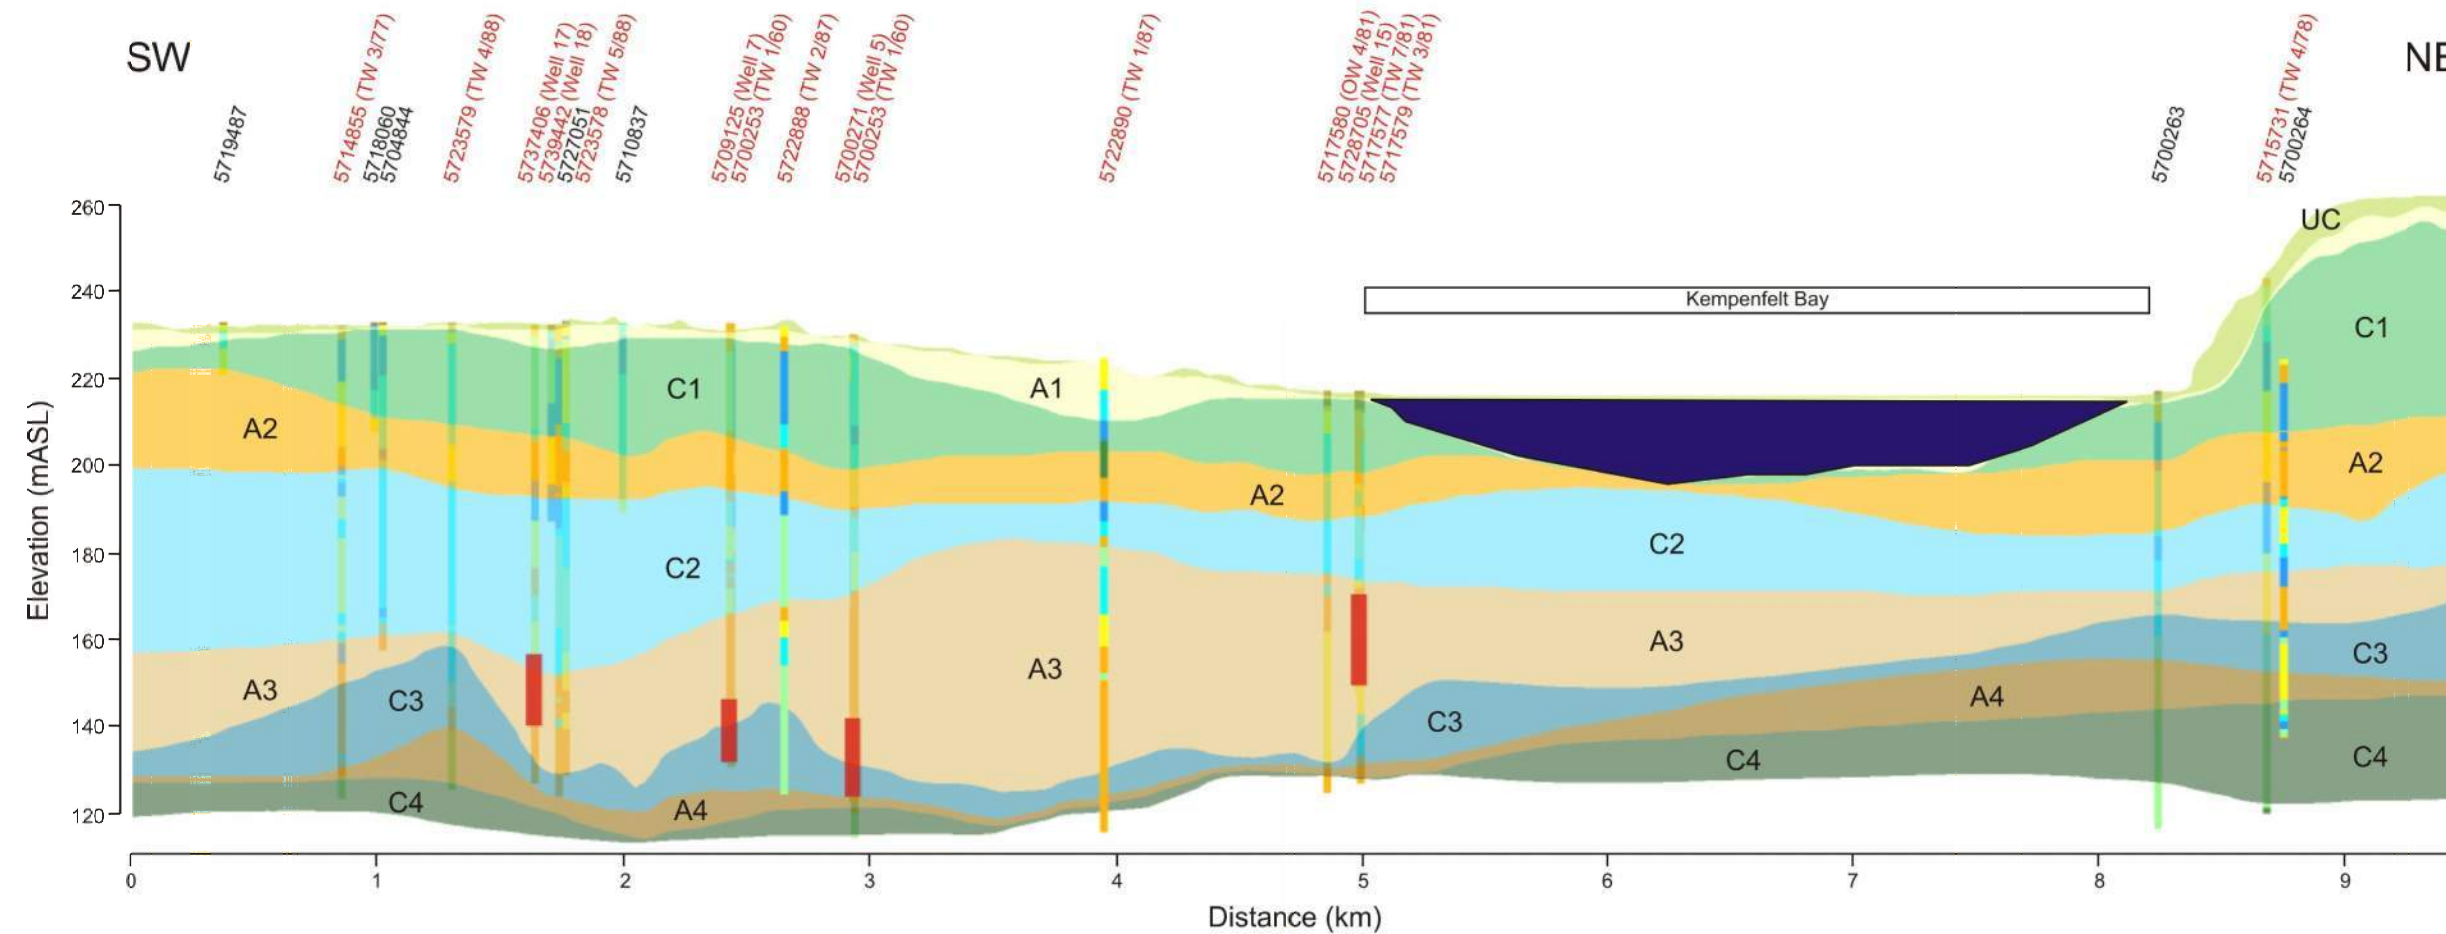 SW
NE
5719487
5714855 (TW 3/77)
5718060
5704844
5723579 (TW 4/88)
5737406 (Well 17)
5739442 (Well 18)
5727051
5723578 (TW 5/88)
5710837
5709125 (Well 7)
5700253 (TW 1/60)
5722888 (TW 2/87)
5700271 (Well 5)
5700253 (TW 1/60)
5722890 (TW 1/87)
5717580 (OW 4/81)
5728705 (Well 15)
5717577 (TW 7/81)
5717579 (TW 3/81)
5700263
5715731 (TW 4/78)
5700264
260
240
220
200
180
160
140
120
Elevation (mASL)
UC
Kempenfelt Bay
C1
C1
A1
A2
A2
A2
C2
C2
A3
A3
A3
C3
C3
C3
A4
A4
C4
C4
C4
0
1
2
3
4
5
6
7
8
9
Distance (km)